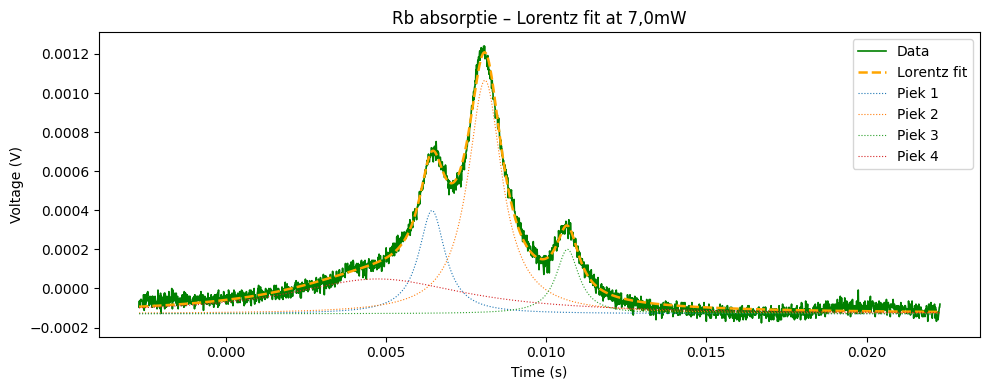 Rb absorptie – Lorentz fit at 7,0mW
Voltage (V)
0.0012
0.0010
0.0008
0.0006
0.0004
0.0002
0.0000
−0.0002
Data
Lorentz fit
Piek 1
Piek 2
Piek 3
Piek 4
0.000
0.005
0.010
0.015
0.020
Time (s)